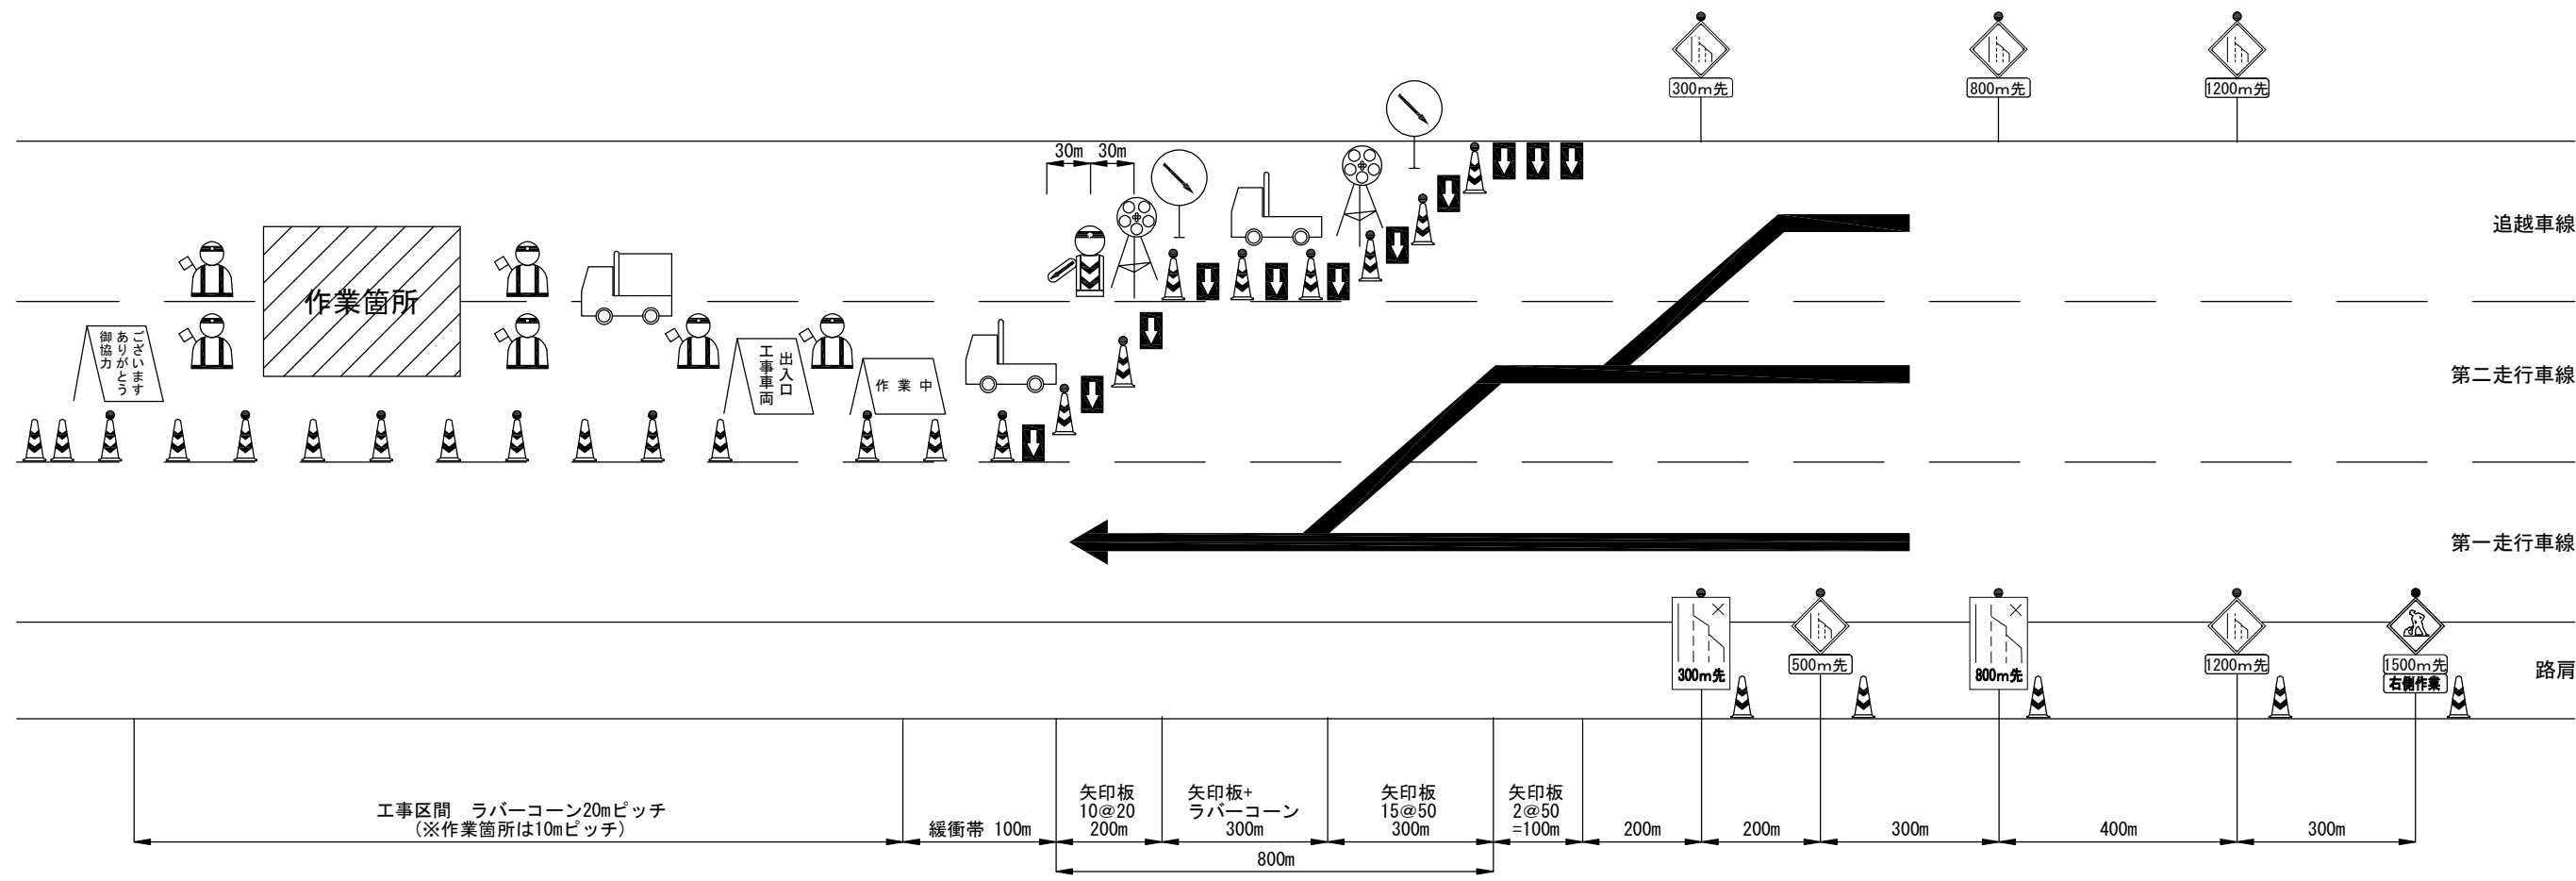 300m先
800m先
1200m先
30m
30m
追越車線
作業箇所
御協力
ありがとう
ございます
工事車両
出入口
作業中
第二走行車線
第一走行車線
300m先
500m先
800m先
1200m先
1500m先
右側作業
路肩
工事区間 ラバーコーン20mピッチ
(※作業箇所は10mピッチ)
緩衝帯 100m
矢印板
10@20
200m
矢印板+
ラバーコーン
300m
矢印板
15@50
300m
矢印板
2@50
=100m
200m
200m
300m
400m
300m
800m